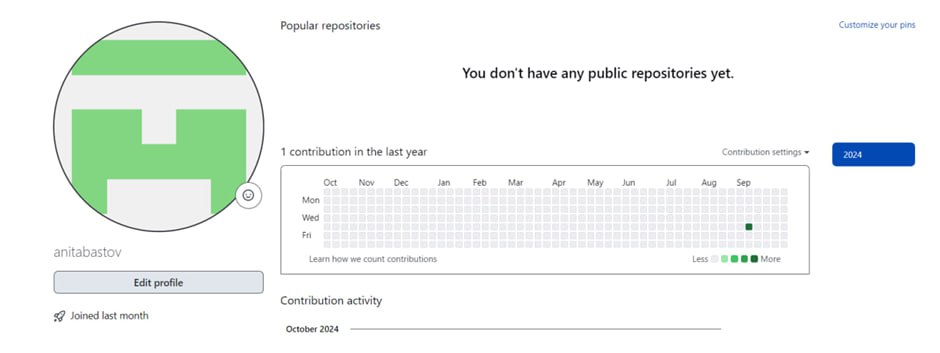 Popular repositories
Customize your pins
You don't have any public repositories yet.
1 contribution in the last year
Contribution settings
2024
Oct Nov Dec Jan Feb Mar Apr May Jun Jul Aug Sep
Mon
Wed
Fri
Learn how we count contributions
Less More
anitabastov
Edit profile
Joined last month
Contribution activity
October 2024